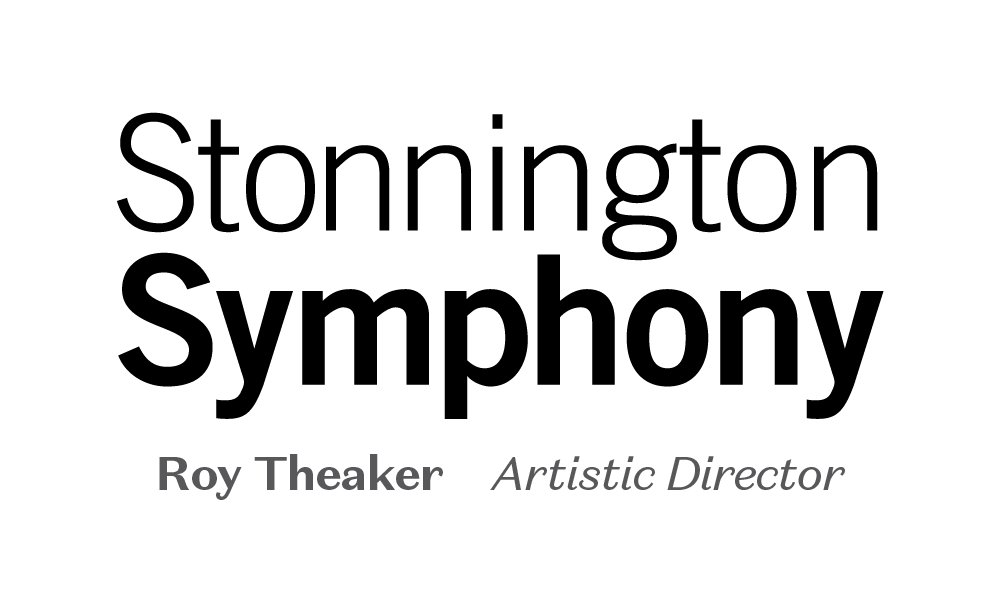 Stonnington
Symphony
Roy Theaker Artistic Director